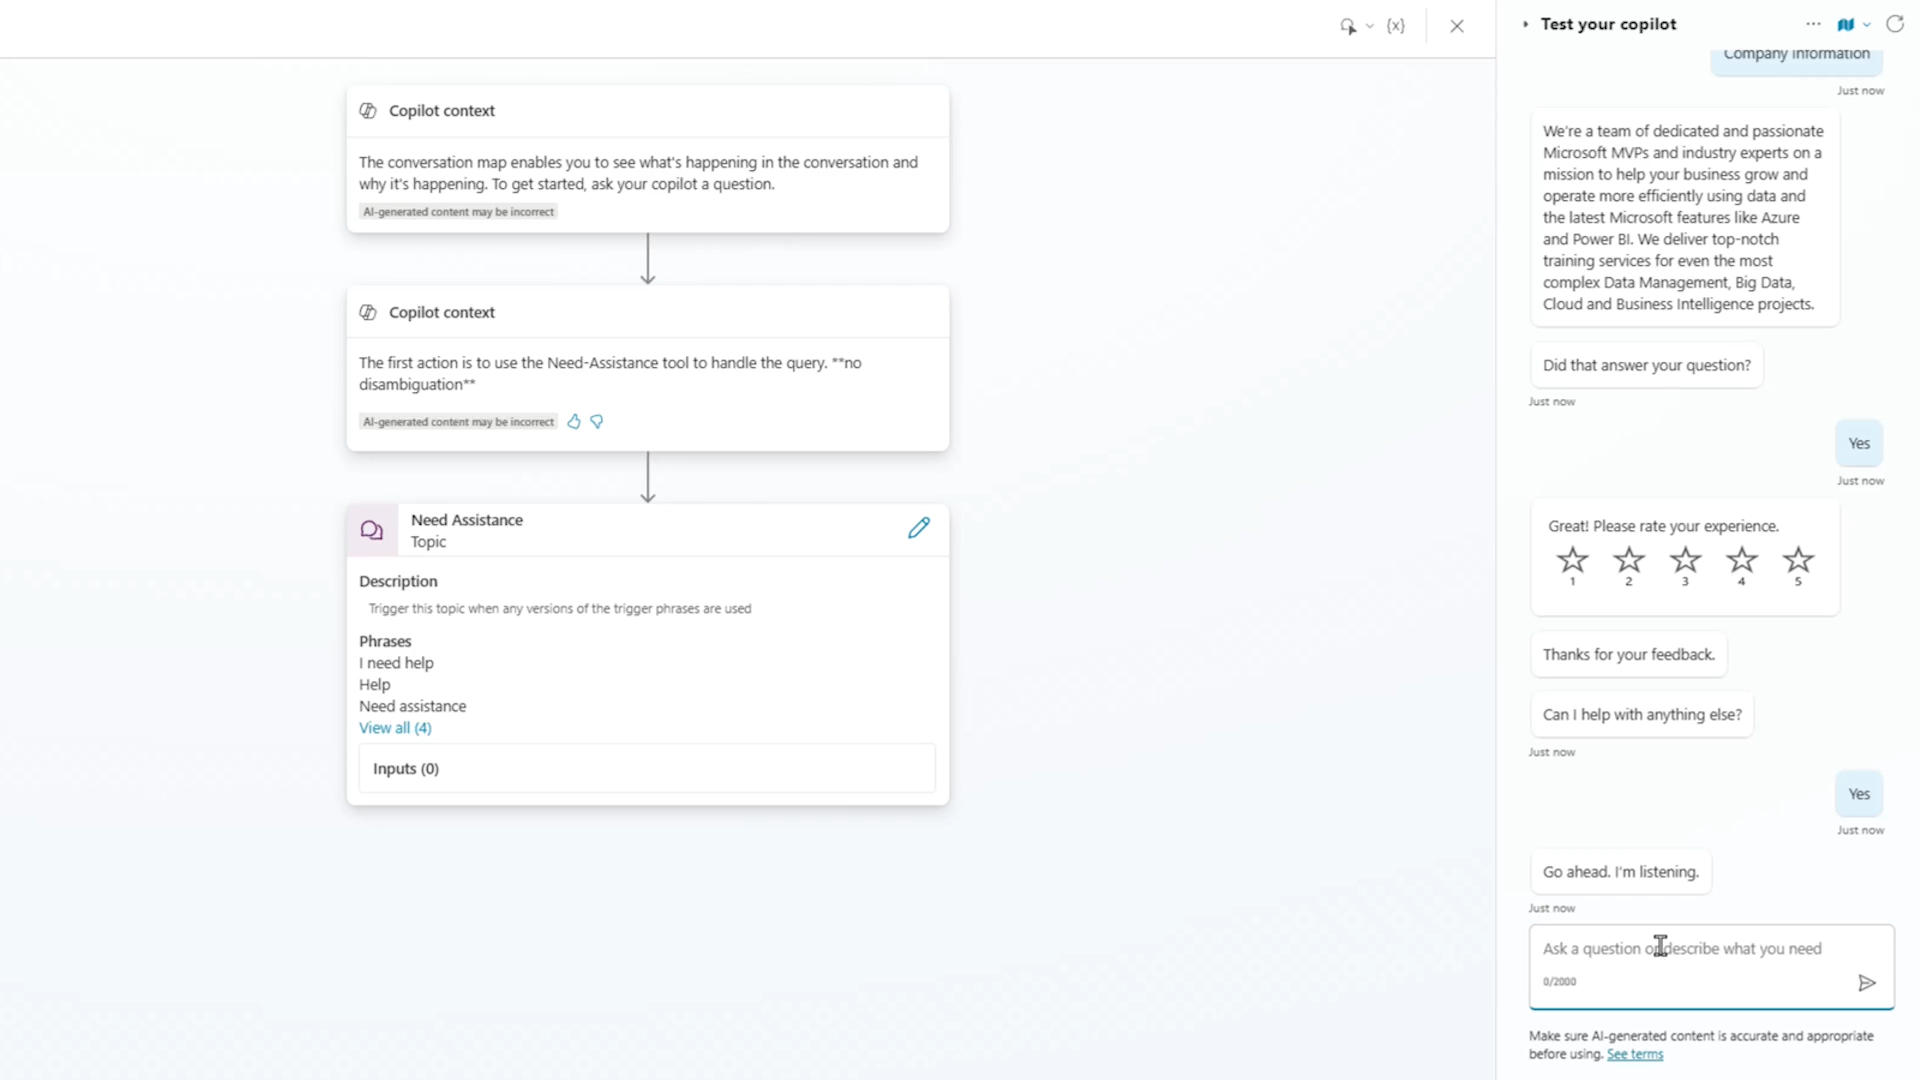 {x}
Copilot context
The conversation map enables you to see what's happening in the conversation and
why it's happening. To get started, ask your copilot a question.
AI-generated content may be incorrect
Copilot context
The first action is to use the Need-Assistance tool to handle the query. **no
disambiguation**
AI-generated content may be incorrect
Need Assistance
Topic
Description
Trigger this topic when any versions of the trigger phrases are used
Phrases
I need help
Help
Need assistance
View all (4)
Inputs (0)
Test your copilot
Company Information
Just now
We're a team of dedicated and passionate
Microsoft MVPs and industry experts on a
mission to help your business grow and
operate more efficiently using data and
the latest Microsoft features like Azure
and Power BI. We deliver top-notch
training services for even the most
complex Data Management, Big Data,
Cloud and Business Intelligence projects.
Did that answer your question?
Just now
Yes
Just now
Great! Please rate your experience.
1 2 3 4 5
Thanks for your feedback.
Can I help with anything else?
Just now
Yes
Just now
Go ahead. I'm listening.
Just now
Ask a question or describe what you need
0/2000
Make sure AI-generated content is accurate and appropriate
before using. See terms